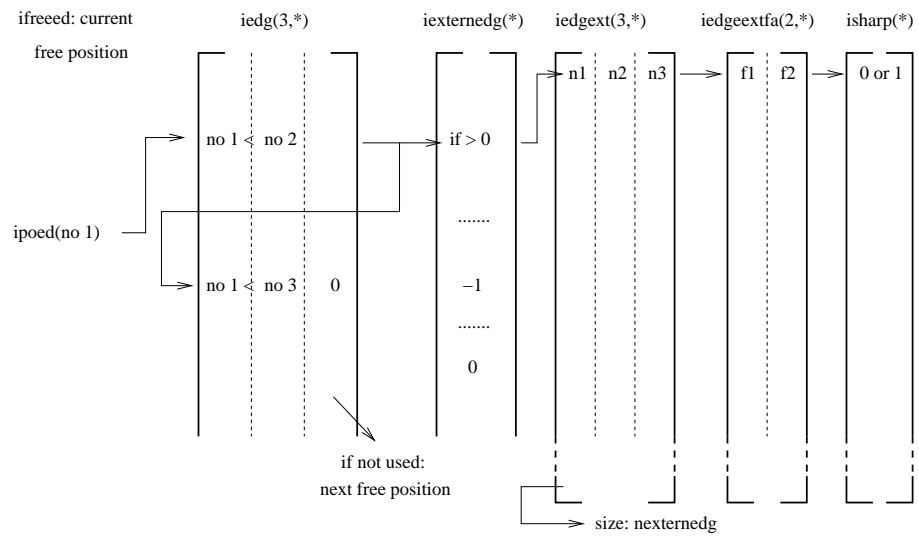 ifreeed: current
free position
iedg(3,*)
iexternedg(*)
iedgext(3,*)
iedgeextfa(2,*)
isharp(*)
n1 n2 n3
f1 f2
0 or 1
no 1 < no 2
if > 0
.......
ipoed(no 1)
no 1 < no 3 0
−1
.......
0
if not used:
next free position
size: nexternedg